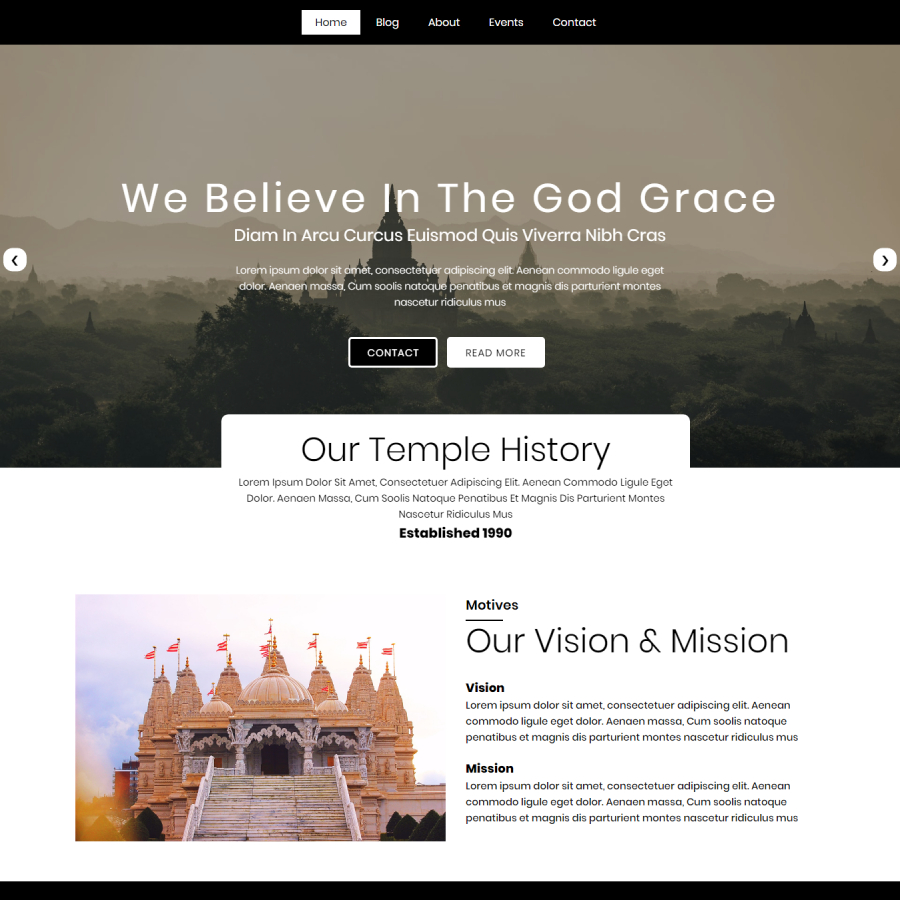 Home Blog About Events Contact
We Believe In The God Grace
Diam In Arcu Curcus Euismod Quis Viverra Nibh Cras
Lorem ipsum dolor sit amet, consectetuer adipiscing elit. Aenean commodo ligule eget
dolor. Aenaen massa, Cum soolis natoque penatibus et magnis dis parturient montes
nascetur ridiculus mus
CONTACT READ MORE
Our Temple History
Lorem Ipsum Dolor Sit Amet, Consectetuer Adipiscing Elit. Aenean Commodo Ligule Eget
Dolor. Aenaen Massa, Cum Soolis Natoque Penatibus Et Magnis Dis Parturient Montes
Nascetur Ridiculus Mus
Established 1990
Motives
Our Vision & Mission
Vision
Lorem ipsum dolor sit amet, consectetuer adipiscing elit. Aenean
commodo ligule eget dolor. Aenaen massa, Cum soolis natoque
penatibus et magnis dis parturient montes nascetur ridiculus mus
Mission
Lorem ipsum dolor sit amet, consectetuer adipiscing elit. Aenean
commodo ligule eget dolor. Aenaen massa, Cum soolis natoque
penatibus et magnis dis parturient montes nascetur ridiculus mus